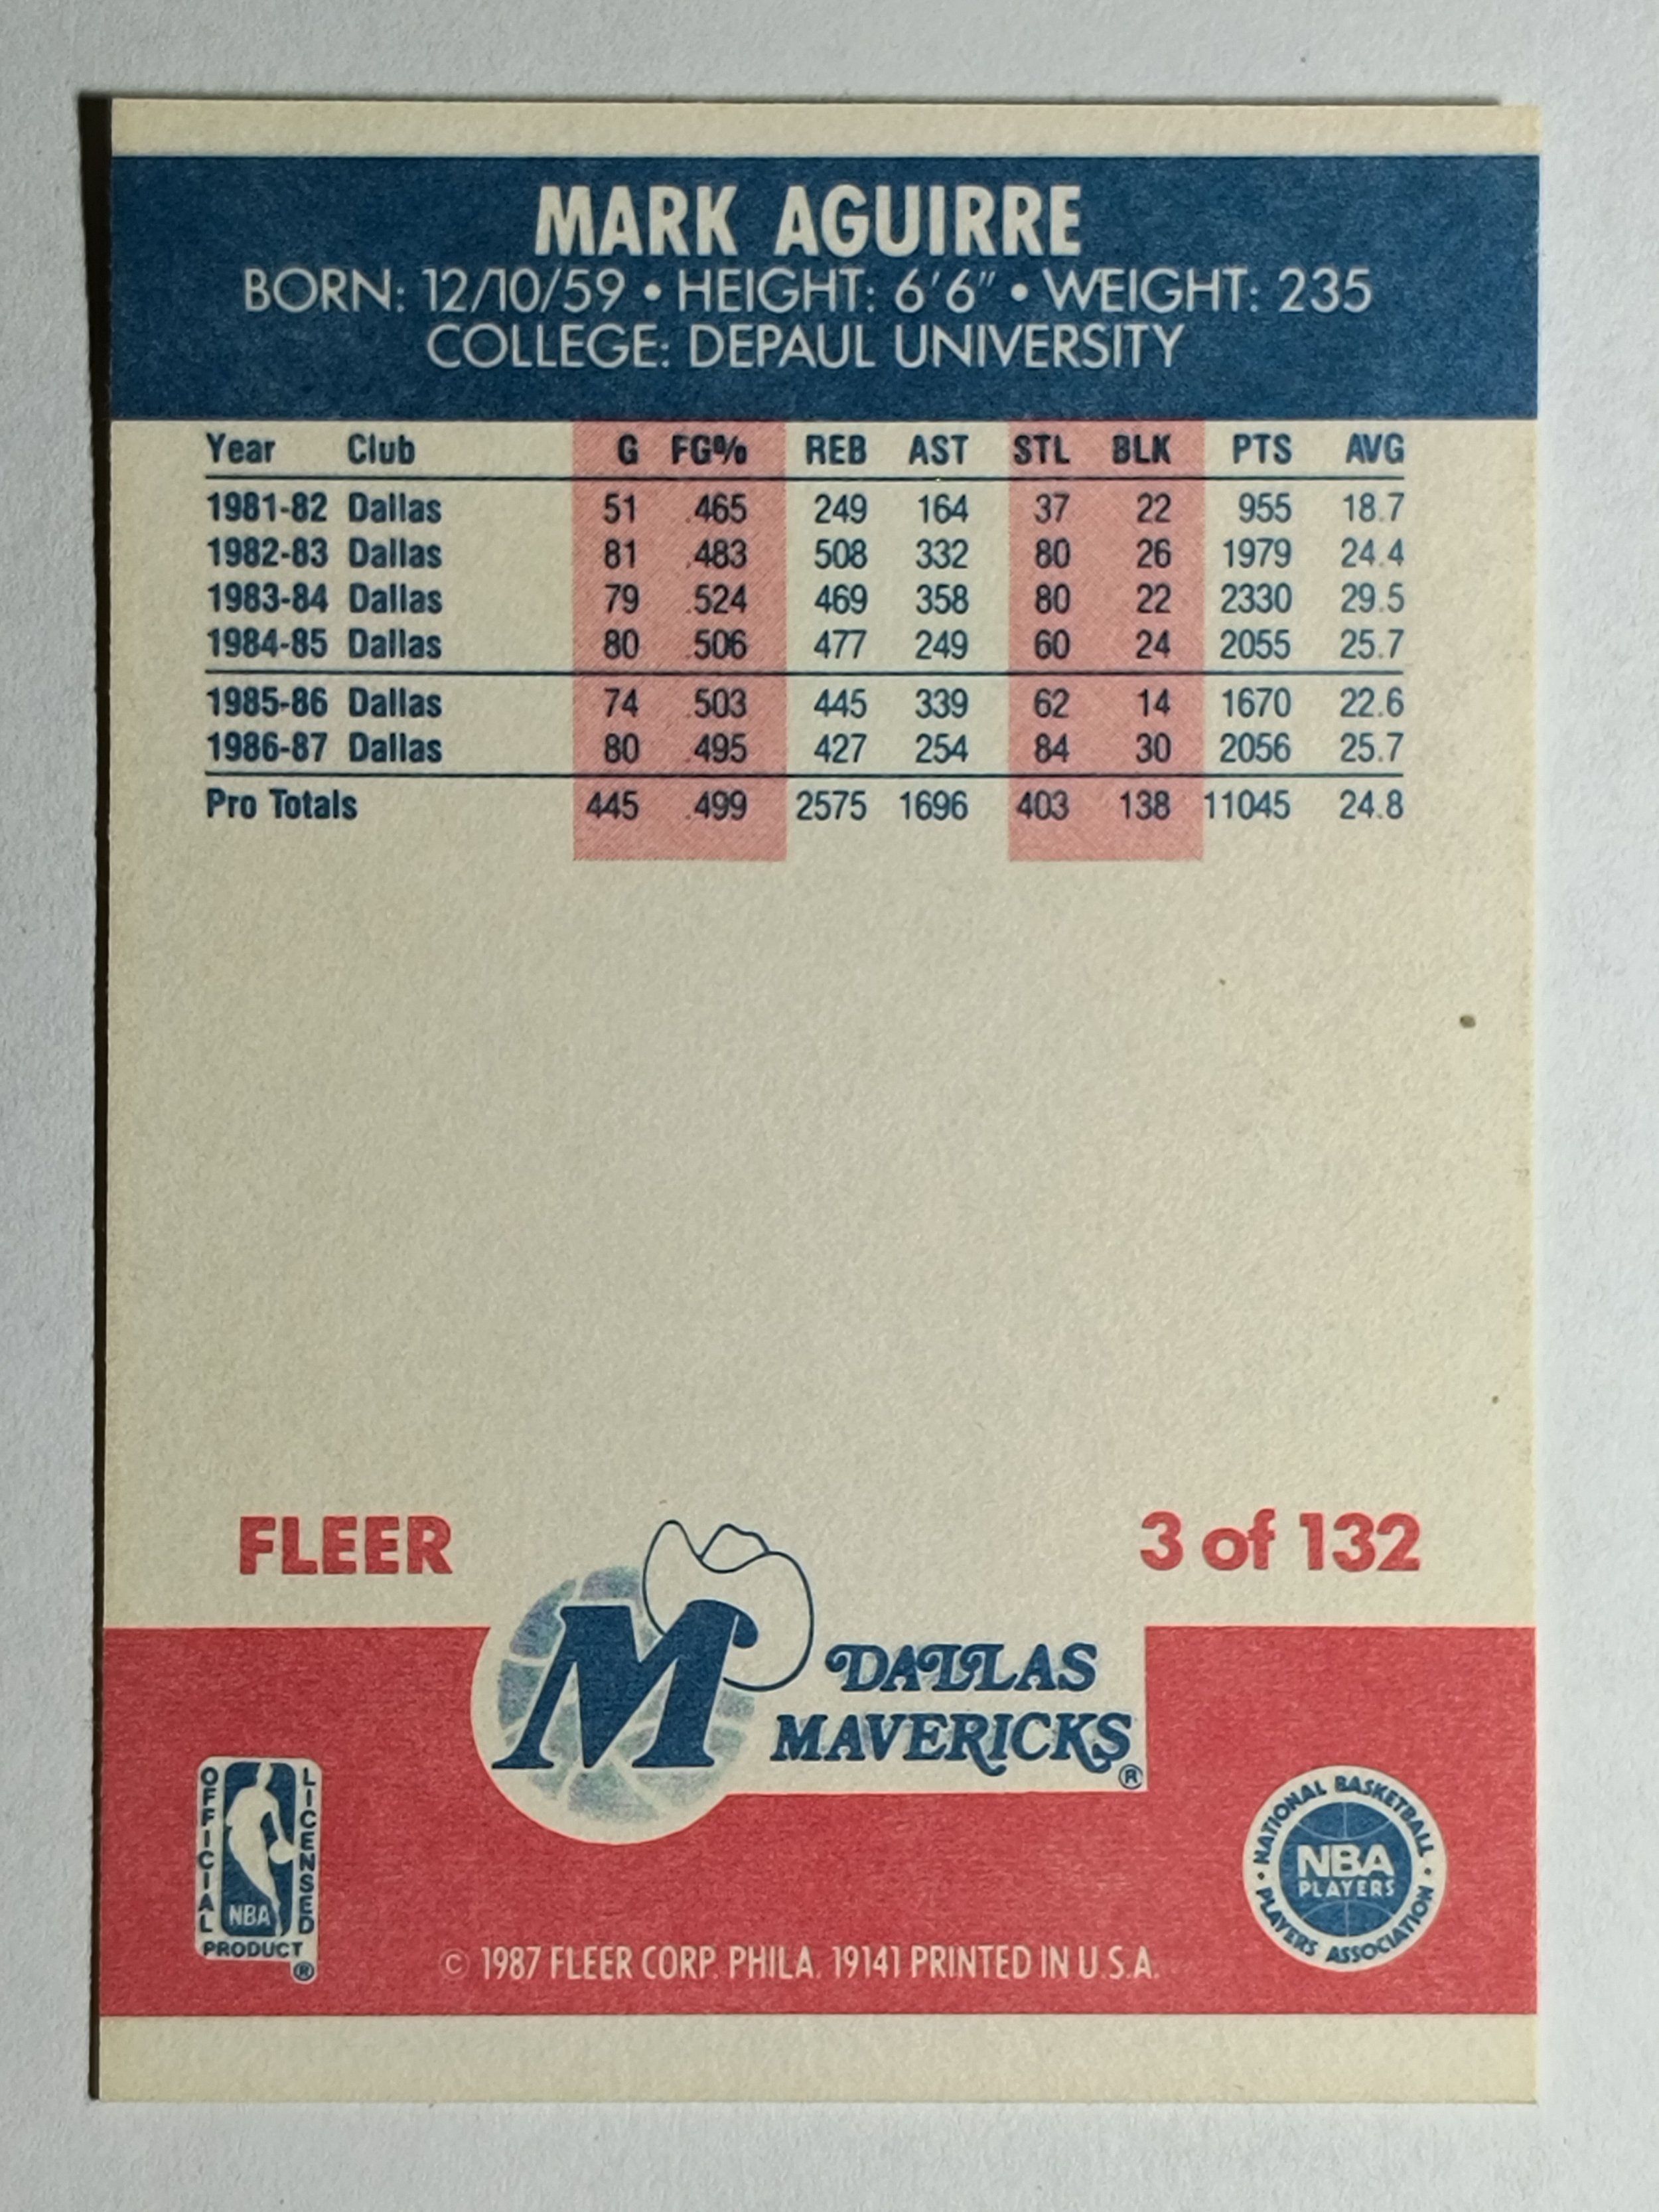 MARK AGUIRRE
BORN: 12/10/59 • HEIGHT: 6'6" • WEIGHT: 235
COLLEGE: DEPAUL UNIVERSITY
Year Club G FG% REB AST STL BLK PTS AVG
1981-82 Dallas 51 .465 249 164 37 22 955 18.7
1982-83 Dallas 81 .483 508 332 80 26 1979 24.4
1983-84 Dallas 79 .524 469 358 80 22 2330 29.5
1984-85 Dallas 80 .506 477 249 60 24 2055 25.7
1985-86 Dallas 74 .503 445 339 62 14 1670 22.6
1986-87 Dallas 80 .495 427 254 84 30 2056 25.7
Pro Totals 445 .499 2575 1696 403 138 11045 24.8
FLEER
3 of 132
M
DALLAS
MAVERICKS®
OFFICIAL
LICENSED
NBA
PRODUCT
®
NATIONAL BASKETBALL
NBA
PLAYERS
• PLAYERS ASSOCIATION •
© 1987 FLEER CORP. PHILA. 19141 PRINTED IN U.S.A.